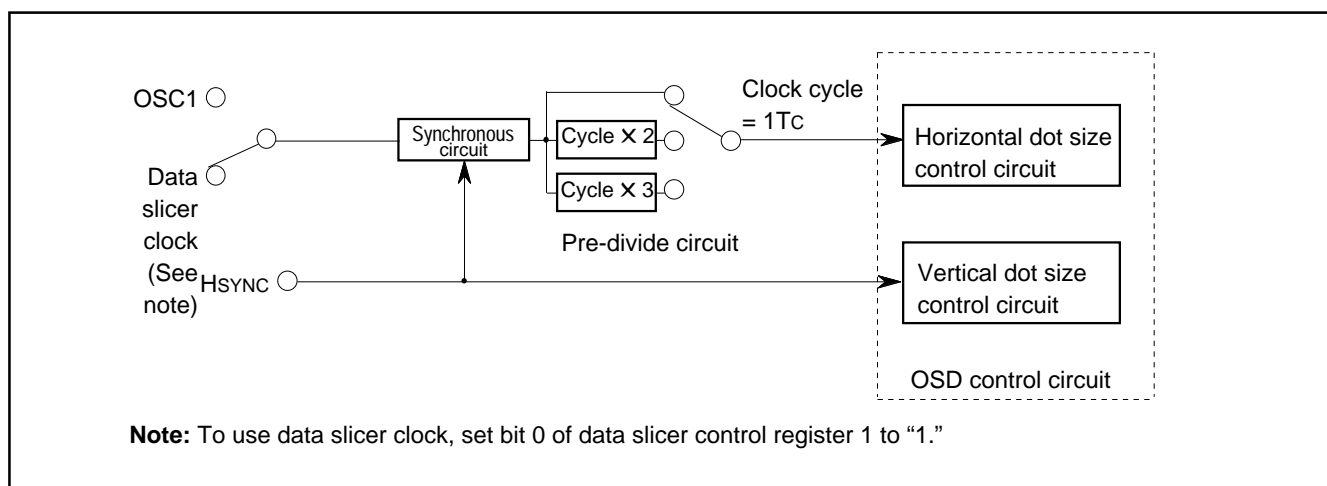 OSC1
Data
slicer
clock
(See
note)
HSYNC
Synchronous
circuit
Cycle × 2
Cycle × 3
Pre-divide circuit
Clock cycle
= 1TC
Horizontal dot size
control circuit
Vertical dot size
control circuit
OSD control circuit
Note: To use data slicer clock, set bit 0 of data slicer control register 1 to “1.”